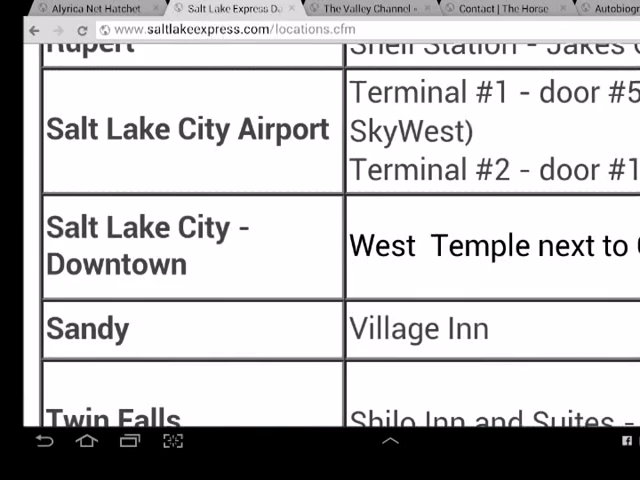 Alyrica Net Hatchet
Salt Lake Express Da
The Valley Channel -
Contact | The Horse
Autobiogr
www.saltlakeexpress.com/locations.cfm
Rupert
Shell Station - Jakes
Salt Lake City Airport
Terminal #1 - door #5
SkyWest)
Terminal #2 - door #1
Salt Lake City -
Downtown
West Temple next to
Sandy
Village Inn
Twin Falls
Shilo Inn and Suites -